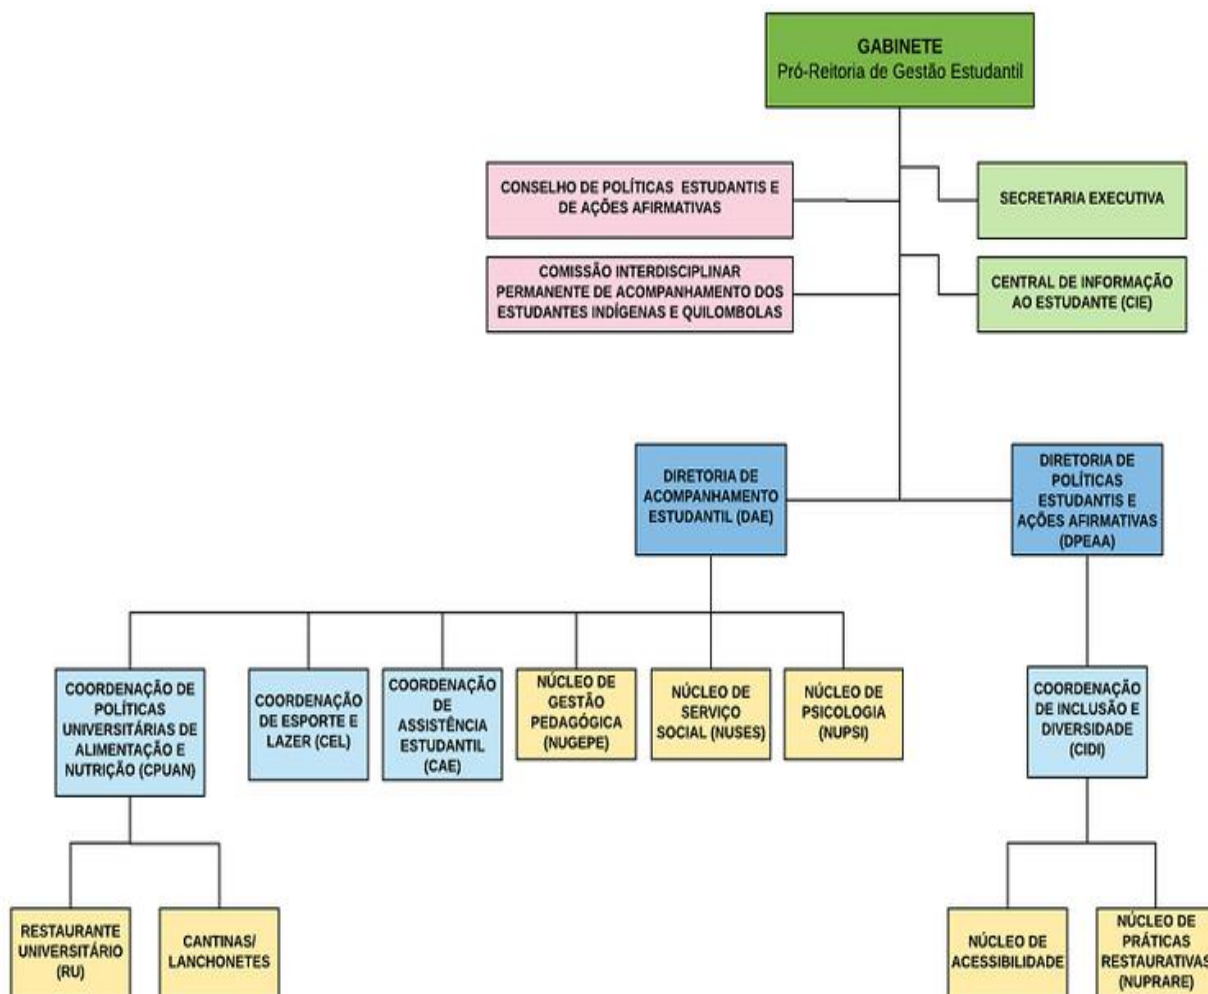 GABINETE
Pró-Reitoria de Gestão Estudantil
CONSELHO DE POLÍTICAS ESTUDANTIS E
DE AÇÕES AFIRMATIVAS
SECRETARIA EXECUTIVA
COMISSÃO INTERDISCIPLINAR
PERMANENTE DE ACOMPANHAMENTO DOS
ESTUDANTES INDÍGENAS E QUILOMBOLAS
CENTRAL DE INFORMAÇÃO
AO ESTUDANTE (CIE)
DIRETORIA DE
ACOMPANHAMENTO
ESTUDANTIL (DAE)
DIRETORIA DE
POLÍTICAS
ESTUDANTIS E
AÇÕES AFIRMATIVAS
(DPEAA)
COORDENAÇÃO DE
POLÍTICAS
UNIVERSITÁRIAS DE
ALIMENTAÇÃO E
NUTRIÇÃO (CPUAN)
COORDENAÇÃO
DE ESPORTE E
LAZER (CEL)
COORDENAÇÃO
DE
ASSISTÊNCIA
ESTUDANTIL
(CAE)
NÚCLEO DE
GESTÃO
PEDAGÓGICA
(NUGEPE)
NÚCLEO DE
SERVIÇO
SOCIAL (NUSES)
NÚCLEO DE
PSICOLOGIA
(NUPSI)
COORDENAÇÃO
DE INCLUSÃO E
DIVERSIDADE
(CIDI)
RESTAURANTE
UNIVERSITÁRIO
(RU)
CANTINAS/
LANCHONETES
NÚCLEO DE
ACESSIBILIDADE
NÚCLEO DE
PRÁTICAS
RESTAURATIVAS
(NUPRARE)